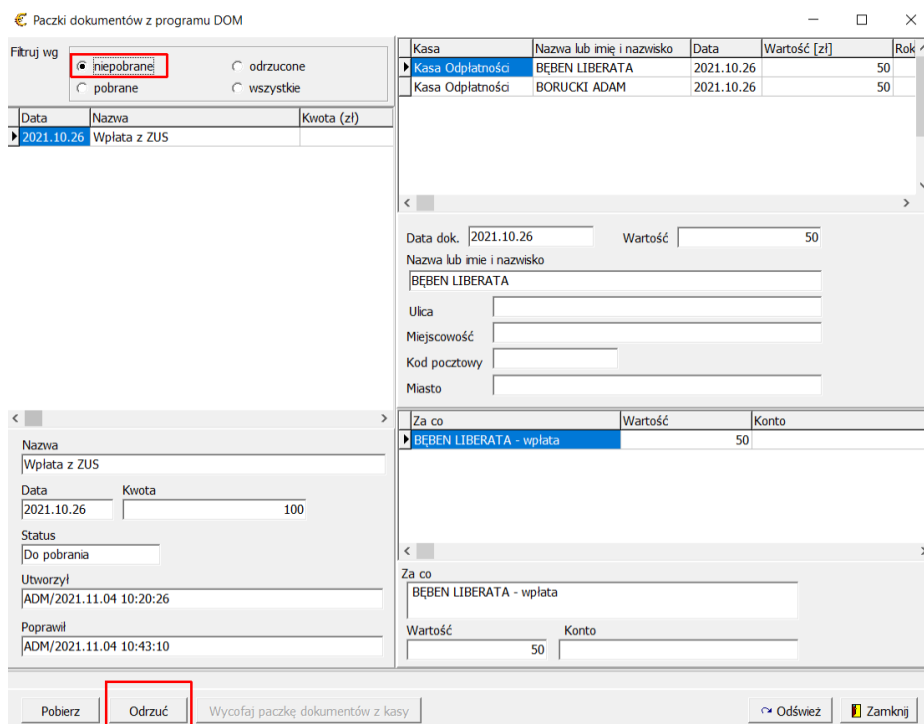 Paczki dokumentów z programu DOM
Filtruj wg
niepobrane
odrzucone
pobrane
wszystkie
Data Nazwa Kwota (zł)
2021.10.26 Wpłata z ZUS
Kasa Nazwa lub imię i nazwisko Data Wartość [zł] Rok
Kasa Odpłatności BĘBEN LIBERATA 2021.10.26 50
Kasa Odpłatności BORUCKI ADAM 2021.10.26 50
Data dok. 2021.10.26 Wartość 50
Nazwa lub imie i nazwisko
BĘBEN LIBERATA
Ulica
Miejscowość
Kod pocztowy
Miasto
Za co Wartość Konto
BĘBEN LIBERATA - wpłata 50
Nazwa
Wpłata z ZUS
Data Kwota
2021.10.26 100
Status
Do pobrania
Utworzył
ADM/2021.11.04 10:20:26
Poprawił
ADM/2021.11.04 10:43:10
Za co
BĘBEN LIBERATA - wpłata
Wartość Konto
50
Pobierz Odrzuć Wycofaj paczkę dokumentów z kasy Odśwież Zamknij